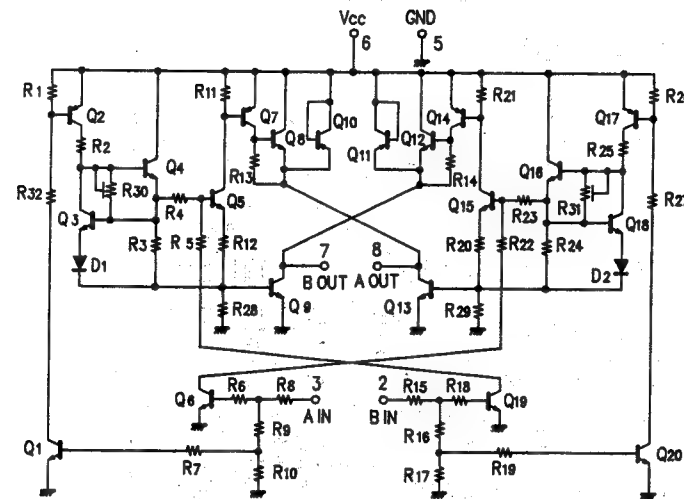 Vcc GND
6 5
R1 Q2 R11 Q7 Q10 Q14 R21 Q17
R2 Q4 Q8 Q11 Q12 Q16 R25
R32 R30 R13 R14 R31
Q3 R4 Q5 Q15 R23 Q18
R3 R5 R12 R20 R22 R24
D1 7 8 D2
B OUT A OUT
R28 Q9 Q13 R29
Q6 R6 R8 3 2 R15 R18 Q19
A IN B IN
R9 R16
Q1 R7 R10 R17 R19 Q20